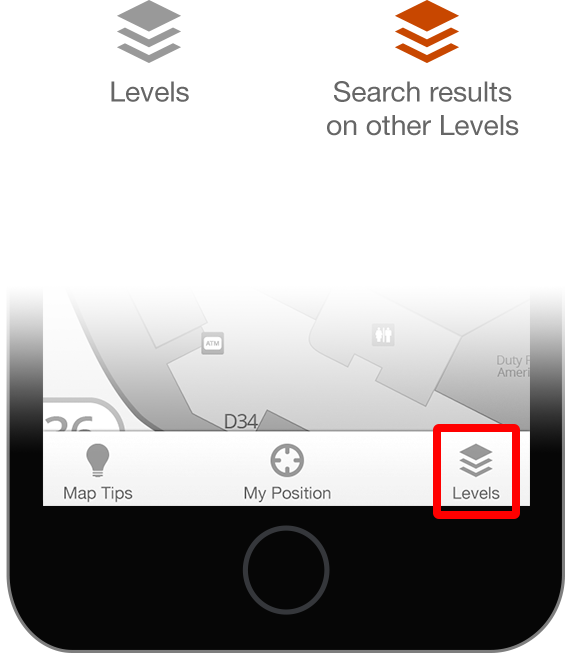 Levels
Search results
on other Levels
ATM
Duty
Ameri
D34
26
Map Tips
My Position
Levels